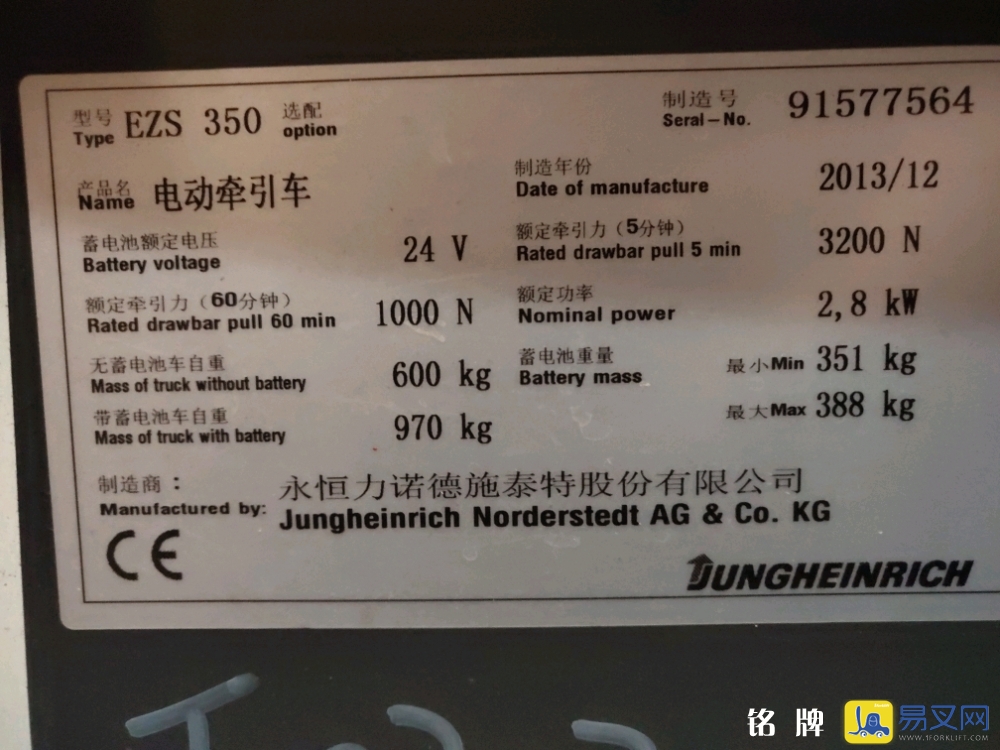 型号 EZS 350 选配 制造号 91577564
Type option Seral-No.
产品名 电动牵引车 制造年份 2013/12
Name Date of manufacture
蓄电池额定电压 24 V 额定牵引力（5分钟） 3200 N
Battery voltage Rated drawbar pull 5 min
额定牵引力（60分钟） 1000 N 额定功率 2,8 kW
Rated drawbar pull 60 min Nominal power
无蓄电池车自重 600 kg 蓄电池重量 最小Min 351 kg
Mass of truck without battery Battery mass
带蓄电池车自重 970 kg 最大Max 388 kg
Mass of truck with battery
制造商： 永恒力诺德施泰特股份有限公司
Manufactured by: Jungheinrich Norderstedt AG & Co. KG
CE
JUNGHEINRICH
铭牌 易叉网
WWW.1FORKLIFT.COM